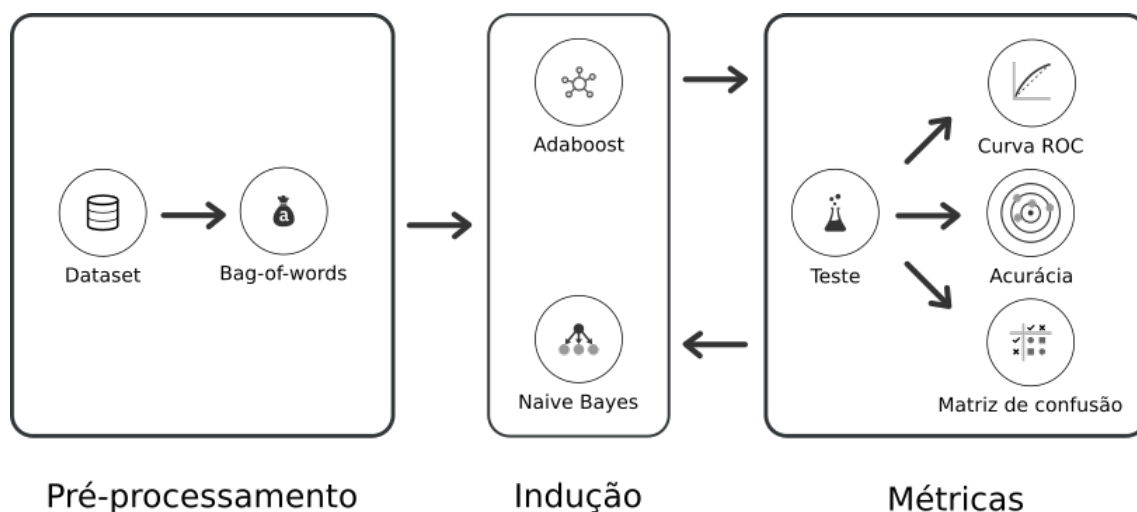 Dataset
Bag-of-words
Pré-processamento
Adaboost
Naive Bayes
Indução
Teste
Curva ROC
Acurácia
Matriz de confusão
Métricas